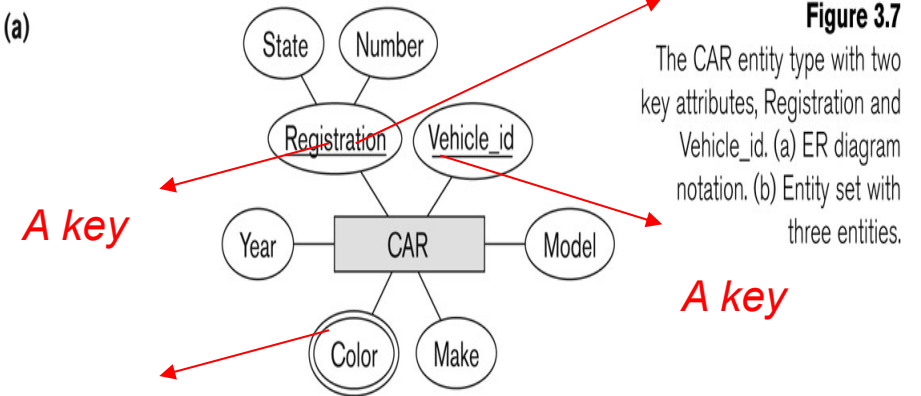 (a)
Figure 3.7
The CAR entity type with two
key attributes, Registration and
Vehicle_id. (a) ER diagram
notation. (b) Entity set with
three entities.
State
Number
Registration
Vehicle_id
A key
Year
CAR
Model
A key
Color
Make